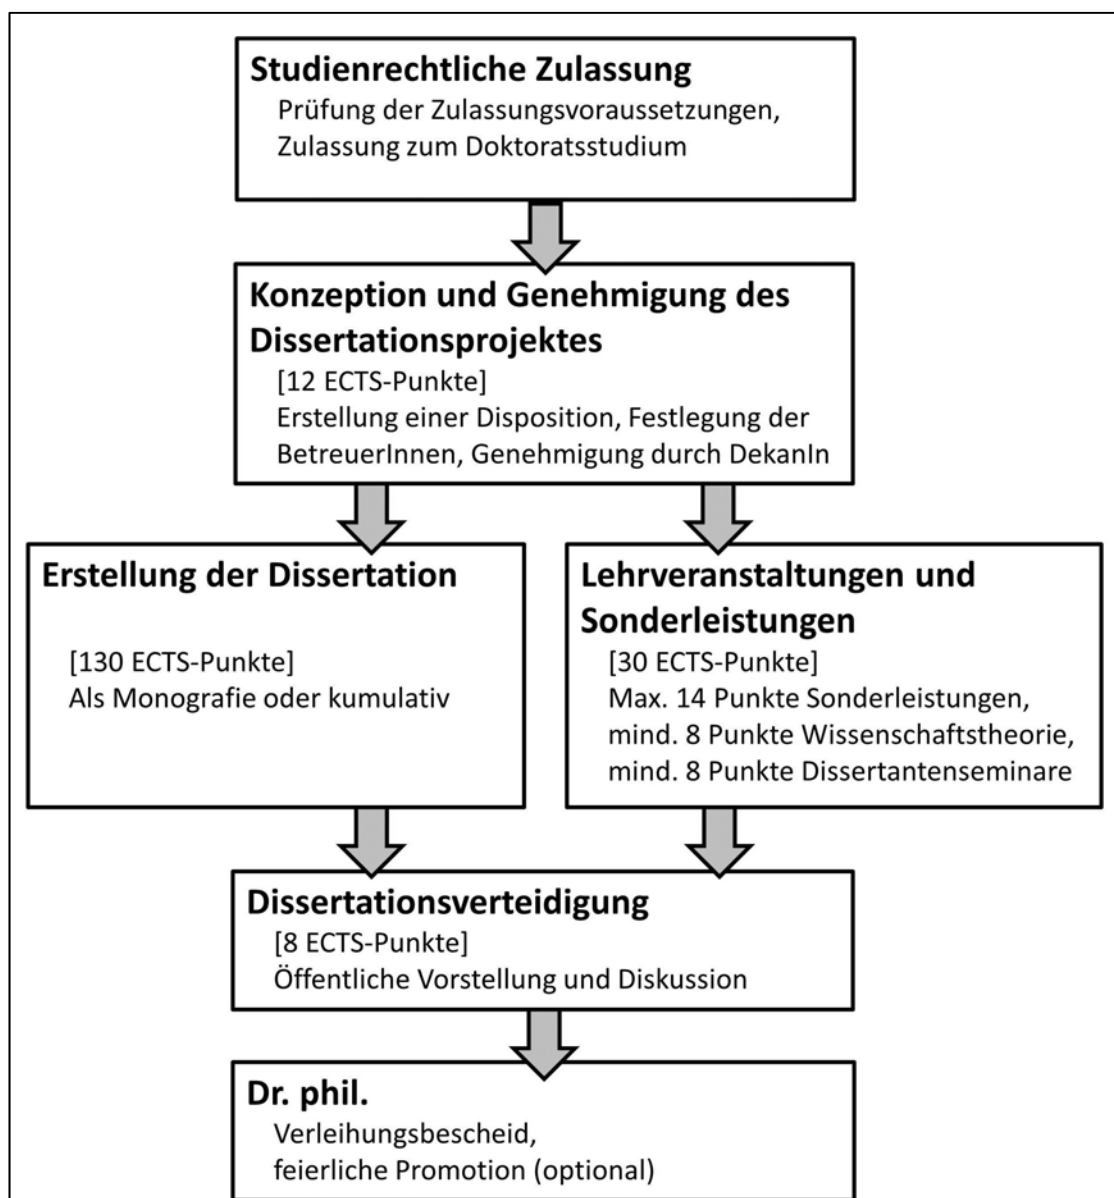 Studienrechtliche Zulassung
Prüfung der Zulassungsvoraussetzungen,
Zulassung zum Doktoratsstudium
Konzeption und Genehmigung des
Dissertationsprojektes
[12 ECTS-Punkte]
Erstellung einer Disposition, Festlegung der
BetreuerInnen, Genehmigung durch DekanIn
Erstellung der Dissertation
[130 ECTS-Punkte]
Als Monografie oder kumulativ
Lehrveranstaltungen und
Sonderleistungen
[30 ECTS-Punkte]
Max. 14 Punkte Sonderleistungen,
mind. 8 Punkte Wissenschaftstheorie,
mind. 8 Punkte Dissertantenseminare
Dissertationsverteidigung
[8 ECTS-Punkte]
Öffentliche Vorstellung und Diskussion
Dr. phil.
Verleihungsbescheid,
feierliche Promotion (optional)